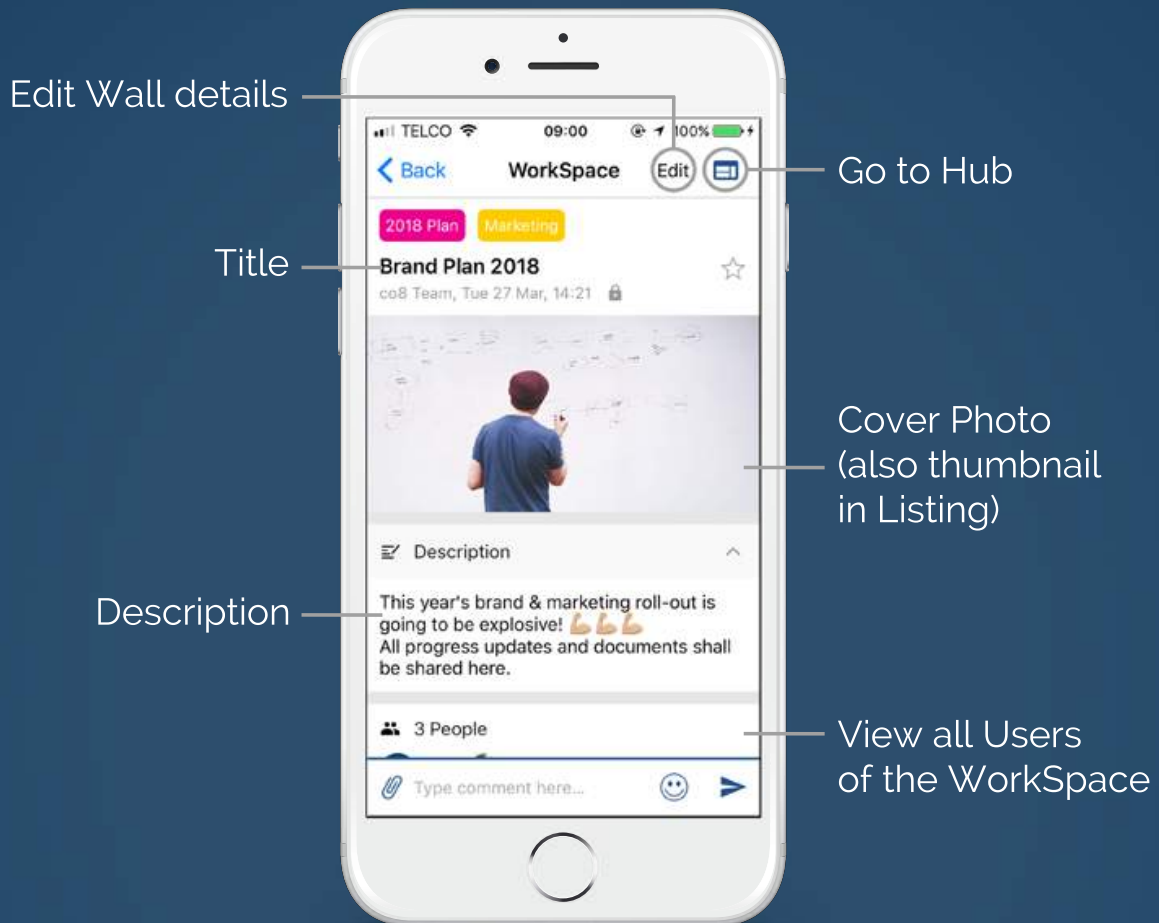 Edit Wall details
TELCO 09:00 100%
Back WorkSpace Edit
Go to Hub
2018 Plan Marketing
Title
Brand Plan 2018
co8 Team, Tue 27 Mar, 14:21
Cover Photo
(also thumbnail
in Listing)
Description
Description
This year's brand & marketing roll-out is
going to be explosive! 💪💪💪
All progress updates and documents shall
be shared here.
3 People
View all Users
of the WorkSpace
Type comment here...